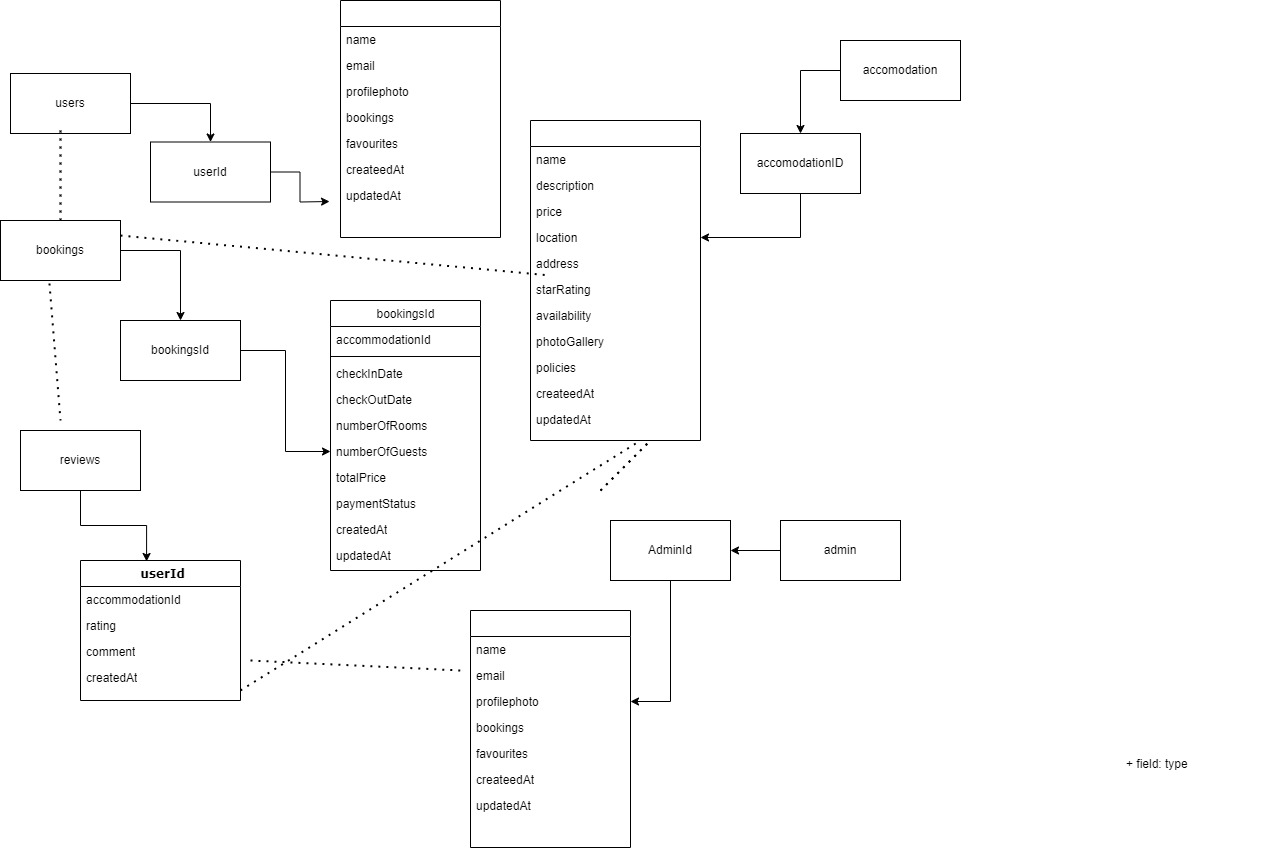 users
userId
name
email
profilephoto
bookings
favourites
createedAt
updatedAt
accomodation
accomodationID
name
description
price
location
address
starRating
availability
photoGallery
policies
createedAt
updatedAt
bookings
bookingsId
bookingsId
accommodationId
checkInDate
checkOutDate
numberOfRooms
numberOfGuests
totalPrice
paymentStatus
createdAt
updatedAt
reviews
userId
accommodationId
rating
comment
createdAt
AdminId
admin
name
email
profilephoto
bookings
favourites
createedAt
updatedAt
+ field: type